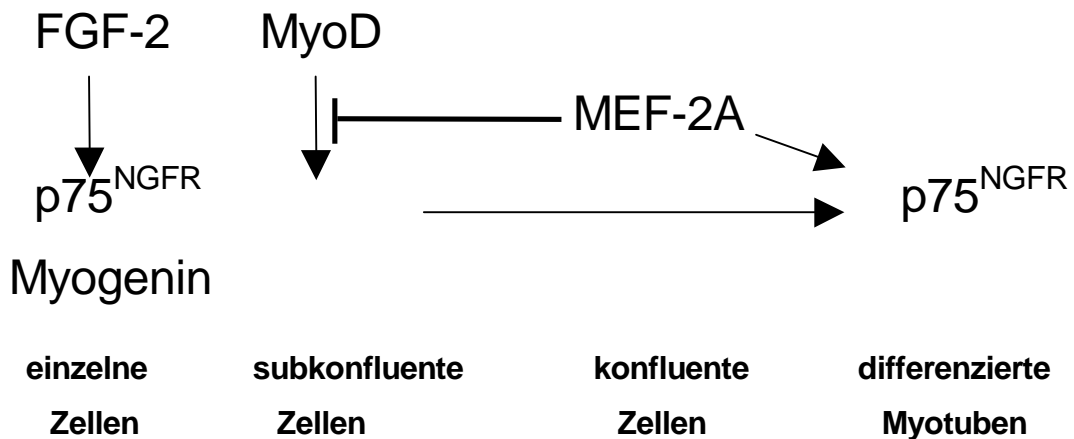 FGF-2 MyoD
MEF-2A
p75NGFR p75NGFR
Myogenin
einzelne subkonfluente konfluente differenzierte
Zellen Zellen Zellen Myotuben